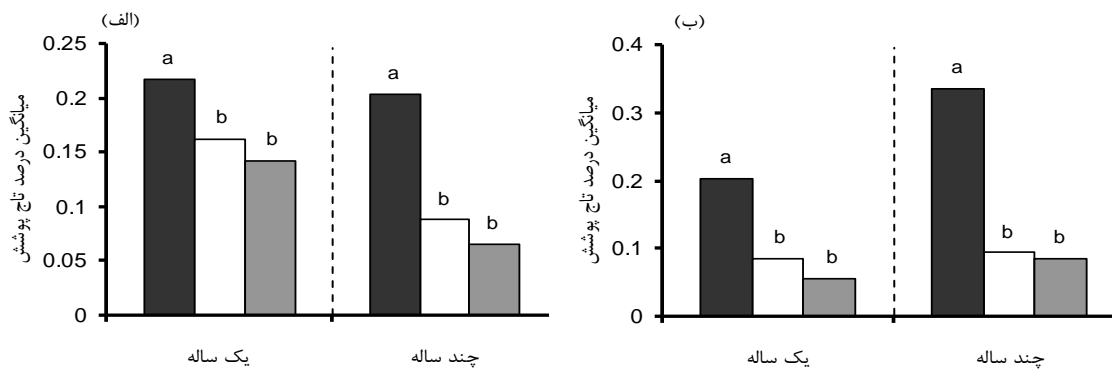 (الف)
میانگین درصد تاج پوشش
0.25
0.2
0.15
0.1
0.05
0
a
b
b
a
b
b
یک ساله
چند ساله
(ب)
میانگین درصد تاج پوشش
0.4
0.3
0.2
0.1
0
a
b
b
a
b
b
یک ساله
چند ساله